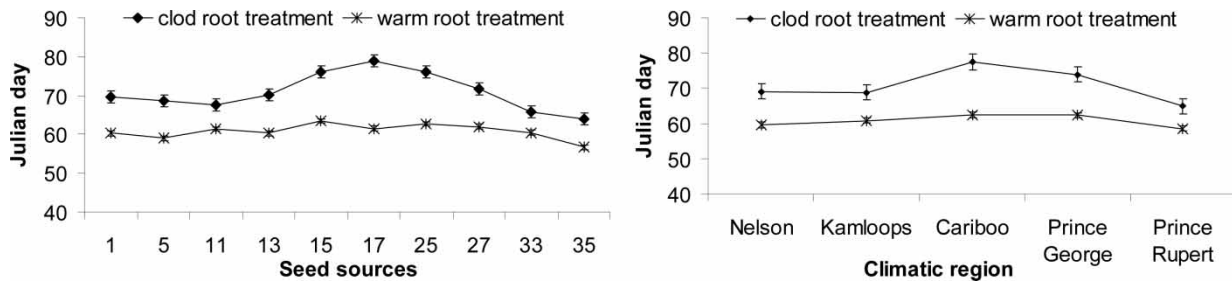 clod root treatment warm root treatment
90
80
70
60
50
40
Julian day
1 5 11 13 15 17 25 27 33 35
Seed sources
clod root treatment warm root treatment
90
80
70
60
50
40
Julian day
Nelson Kamloops Cariboo Prince George Prince Rupert
Climatic region